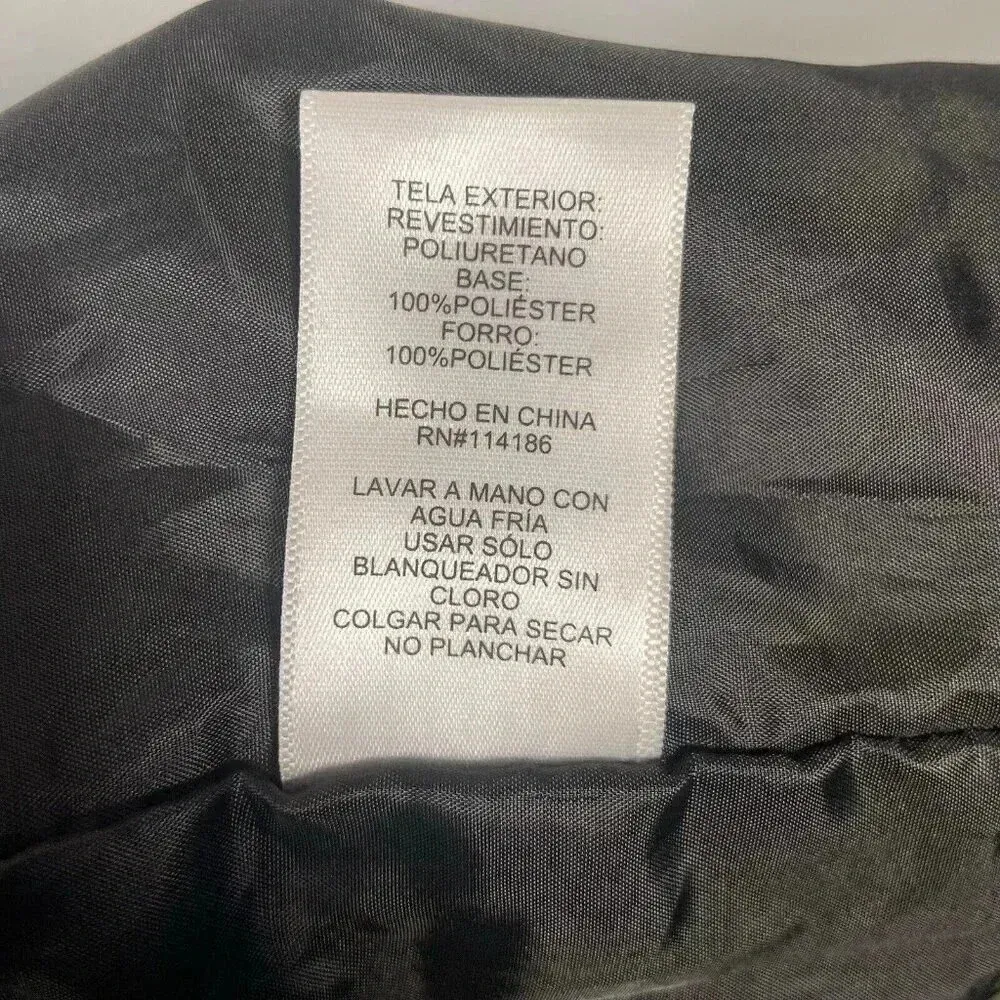 TELA EXTERIOR:
REVESTIMIENTO:
POLIURETANO
BASE:
100%POLIÉSTER
FORRO:
100%POLIÉSTER
HECHO EN CHINA
RN#114186
LAVAR A MANO CON
AGUA FRÍA
USAR SÓLO
BLANQUEADOR SIN
CLORO
COLGAR PARA SECAR
NO PLANCHAR